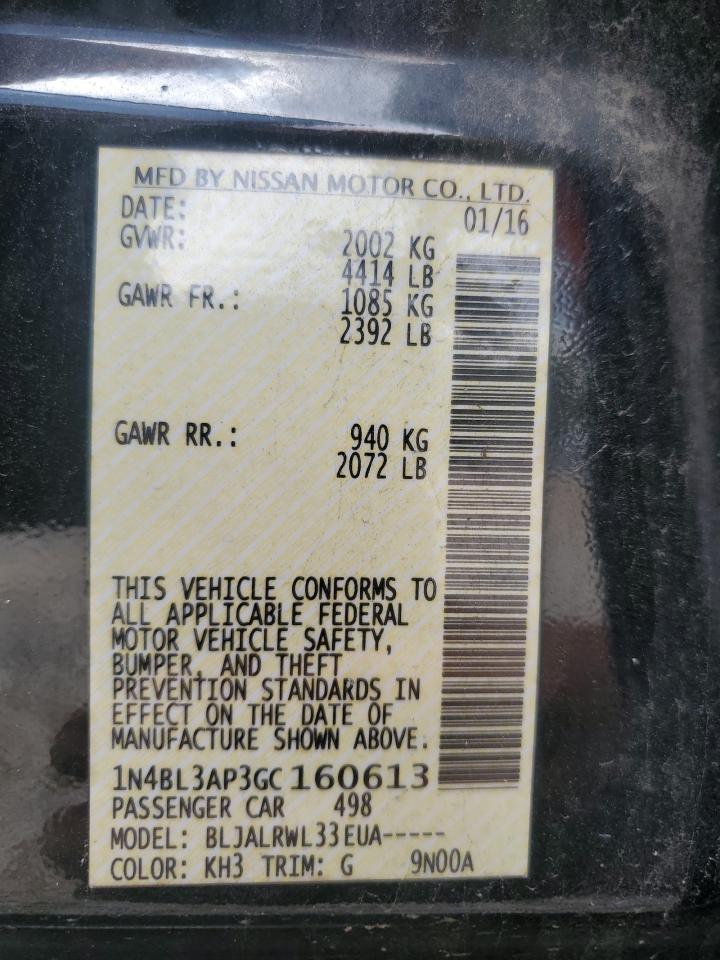 MFD BY NISSAN MOTOR CO., LTD.
DATE: 01/16
GVWR: 2002 KG
4414 LB
GAWR FR.: 1085 KG
2392 LB
GAWR RR.: 940 KG
2072 LB
THIS VEHICLE CONFORMS TO
ALL APPLICABLE FEDERAL
MOTOR VEHICLE SAFETY,
BUMPER, AND THEFT
PREVENTION STANDARDS IN
EFFECT ON THE DATE OF
MANUFACTURE SHOWN ABOVE.
1N4BL3AP3GC160613
PASSENGER CAR 498
MODEL: BLJALRWL33EUA-----
COLOR: KH3 TRIM: G 9N00A